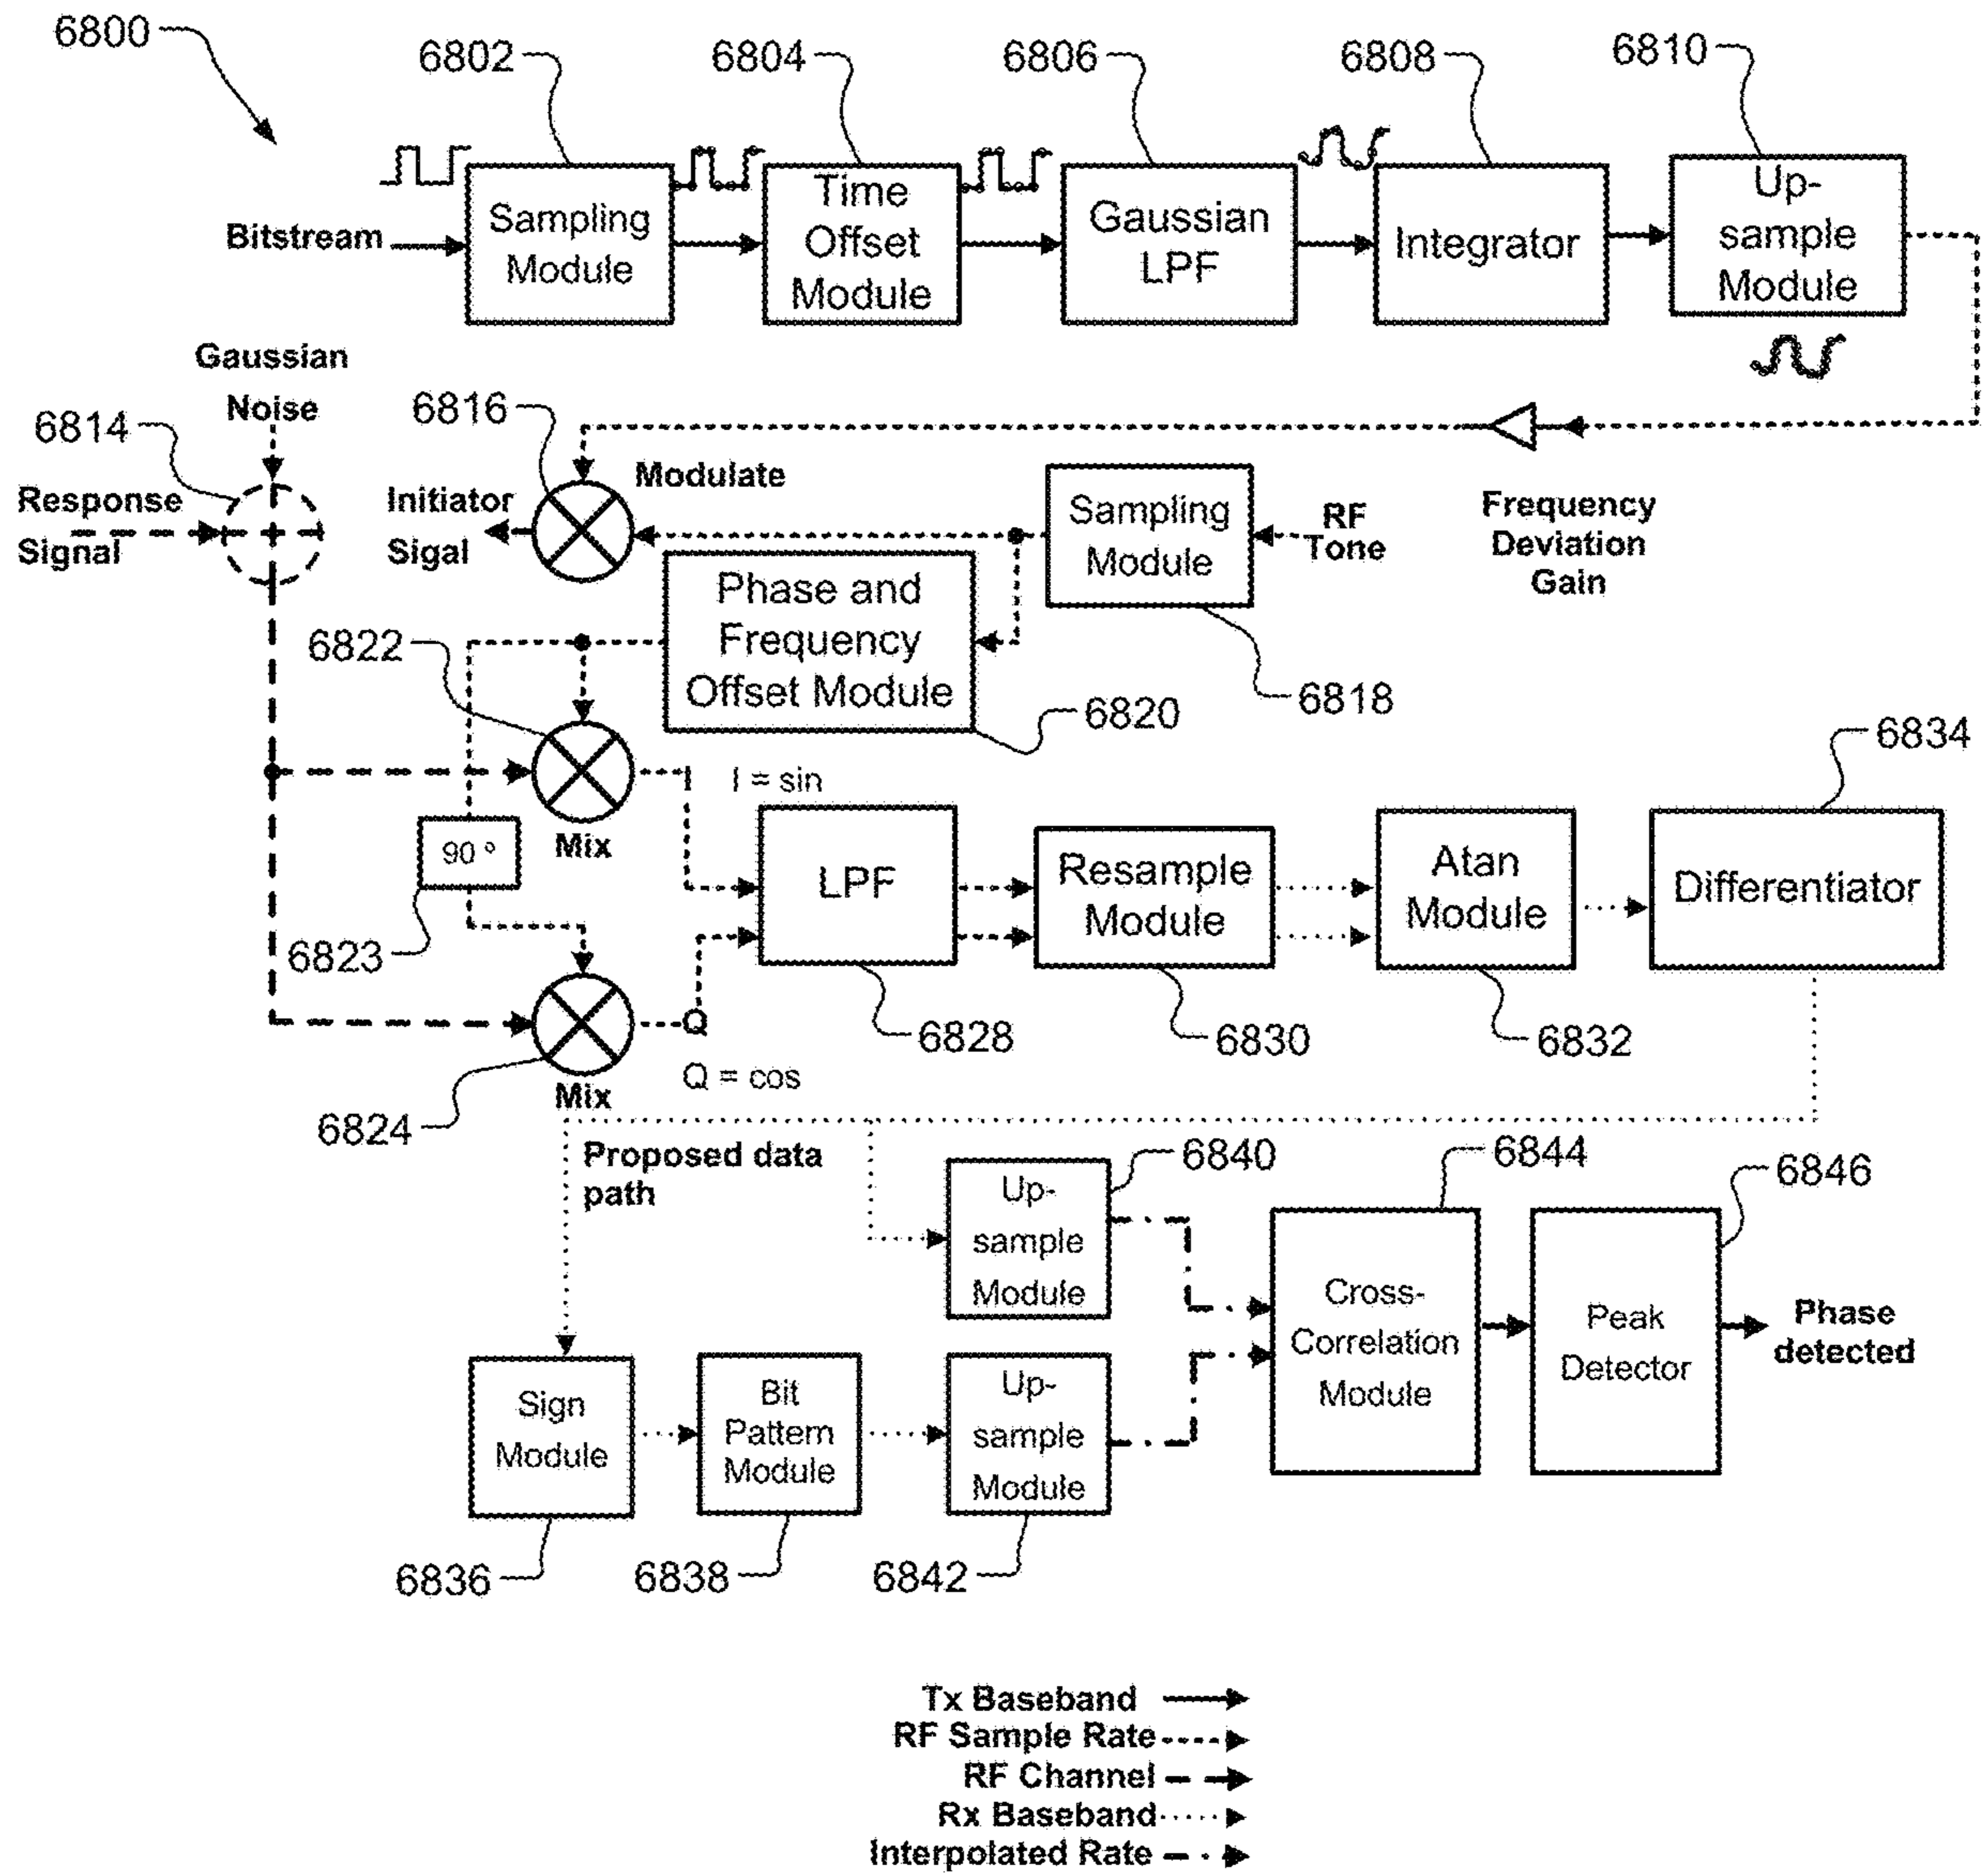 6800
6802
6804
6806
6808
6810
Bitstream
Sampling
Module
Time
Offset
Module
Gaussian
LPF
Integrator
Up-
sample
Module
Gaussian
Noise
6814
6816
Response
Signal
Initiator
Sigal
Modulate
Sampling
Module
RF
Tone
Frequency
Deviation
Gain
Phase and
Frequency
Offset Module
6818
6820
6822
I = sin
Mix
90 °
6823
LPF
Resample
Module
Atan
Module
Differentiator
6834
I
Q
Q = cos
Mix
6824
6828
6830
6832
Proposed data
path
6840
6844
6846
Up-
sample
Module
Cross-
Correlation
Module
Peak
Detector
Phase
detected
Sign
Module
Bit
Pattern
Module
Up-
sample
Module
6836
6838
6842
Tx Baseband
RF Sample Rate
RF Channel
Rx Baseband
Interpolated Rate